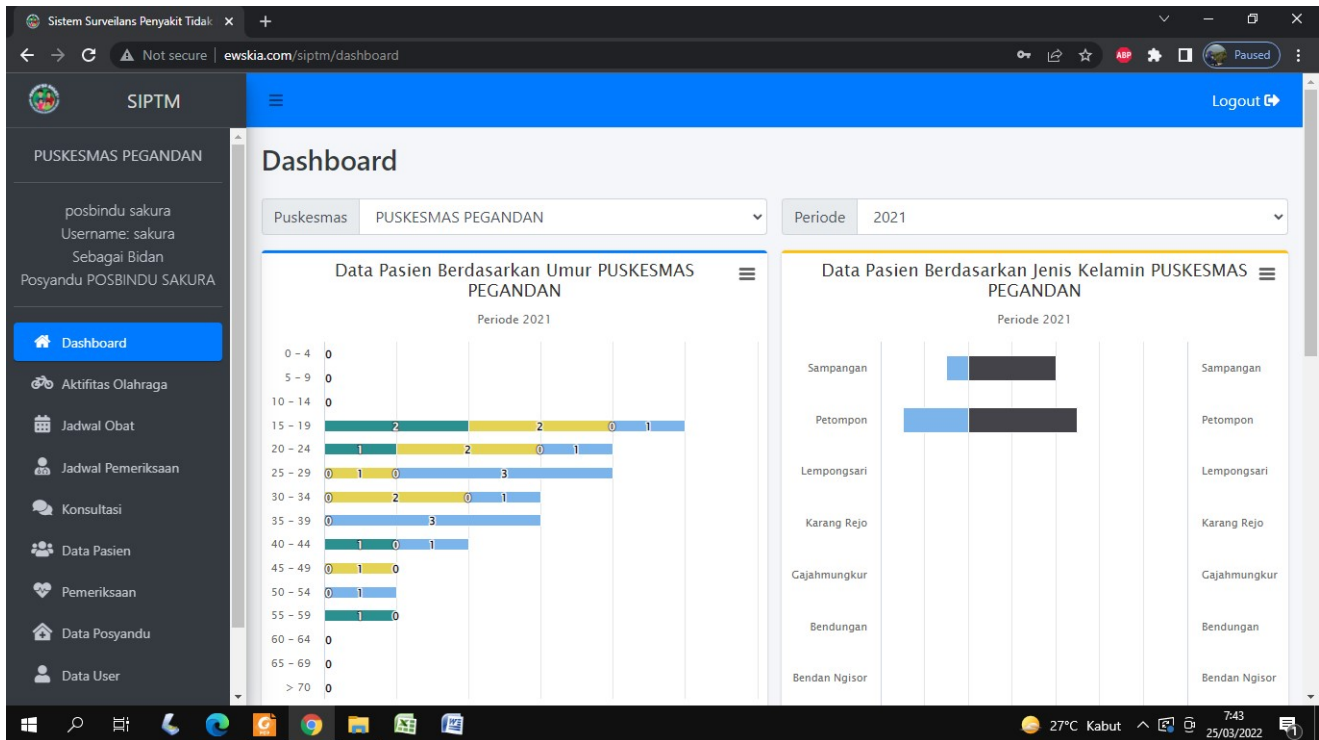 Sistem Surveilans Penyakit Tidak
Not secure | ewskia.com/siptm/dashboard
ABP
Paused
SIPTM
Logout
PUSKESMAS PEGANDAN
posbindu sakura
Username: sakura
Sebagai Bidan
Posyandu POSBINDU SAKURA
Dashboard
Aktifitas Olahraga
Jadwal Obat
Jadwal Pemeriksaan
Konsultasi
Data Pasien
Pemeriksaan
Data Posyandu
Data User
Dashboard
Puskesmas PUSKESMAS PEGANDAN
Periode 2021
Data Pasien Berdasarkan Umur PUSKESMAS
PEGANDAN
Periode 2021
0 - 4 0
5 - 9 0
10 - 14 0
15 - 19 2 2 0 1
20 - 24 1 2 0 1
25 - 29 0 1 0 3
30 - 34 0 2 0 1
35 - 39 0 3
40 - 44 1 0 1
45 - 49 0 1 0
50 - 54 0 1
55 - 59 1 0
60 - 64 0
65 - 69 0
> 70 0
Data Pasien Berdasarkan Jenis Kelamin PUSKESMAS
PEGANDAN
Periode 2021
Sampangan Sampangan
Petompon Petompon
Lempongsari Lempongsari
Karang Rejo Karang Rejo
Gajahmungkur Gajahmungkur
Bendungan Bendungan
Bendan Ngisor Bendan Ngisor
27°C Kabut
7:43
25/03/2022
1